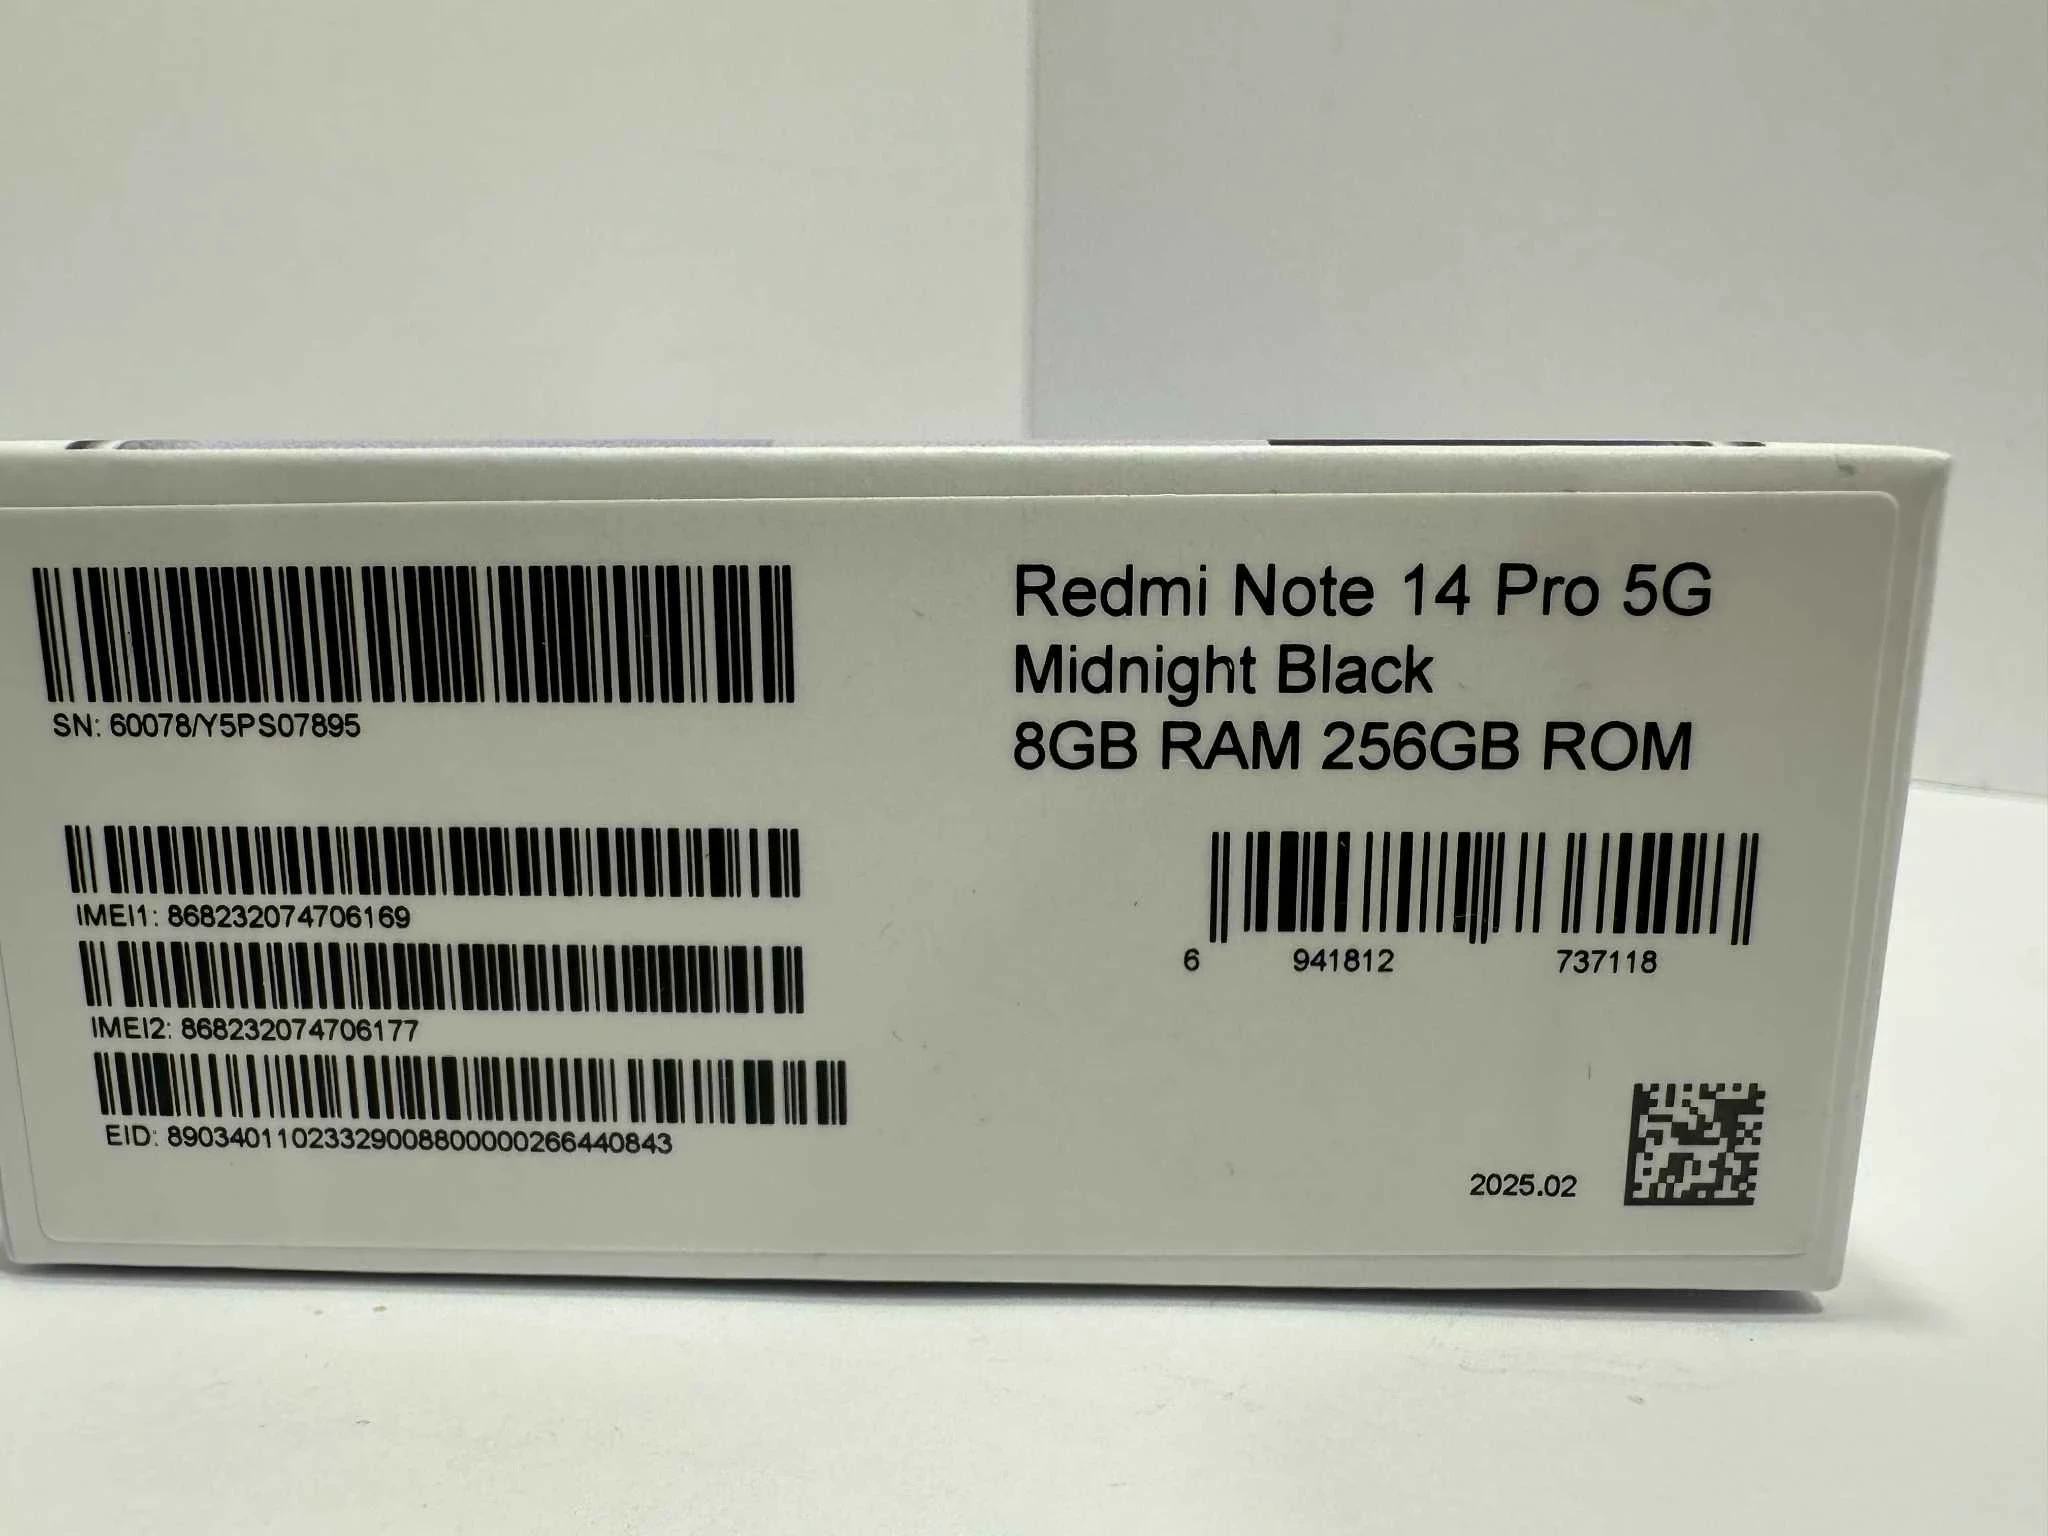 SN: 60078/Y5PS07895
IMEI1: 868232074706169
IMEI2: 868232074706177
EID: 89034011023329008800000266440843
Redmi Note 14 Pro 5G
Midnight Black
8GB RAM 256GB ROM
6 941812 737118
2025.02